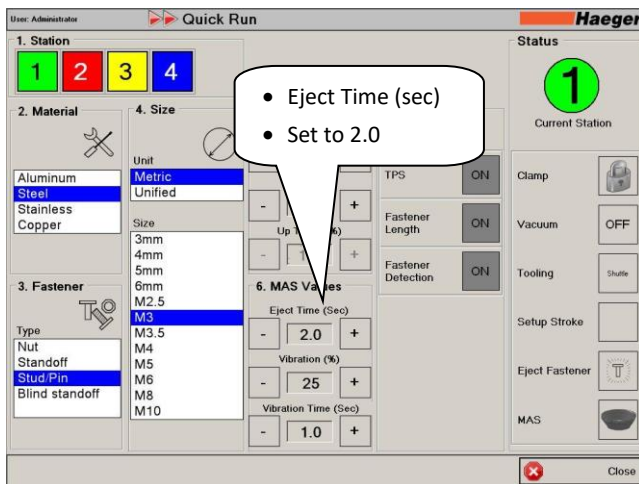 User: Administrator
Quick Run
Haeger
1. Station
1 2 3 4
2. Material
Aluminum
Steel
Stainless
Copper
3. Fastener
Type
Nut
Standoff
Stud/Pin
Blind standoff
4. Size
Unit
Metric
Unified
Size
3mm
4mm
5mm
6mm
M2.5
M3
M3.5
M4
M5
M6
M8
M10
• Eject Time (sec)
• Set to 2.0
- +
- +
6. MAS Values
Eject Time (Sec)
- 2.0 +
Vibration (%)
- 25 +
Vibration Time (Sec)
- 1.0 +
TPS ON
Fastener
Length
ON
Fastener
Detection
ON
Status
1
Current Station
Clamp
Vacuum OFF
Tooling Shuttle
Setup Stroke
Eject Fastener
MAS
Close